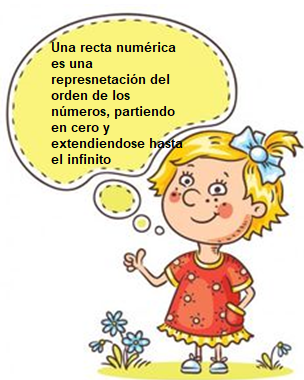 Una recta numérica
es una
represnetación del
orden de los
números, partiendo
en cero y
extendiendose hasta
el infinito